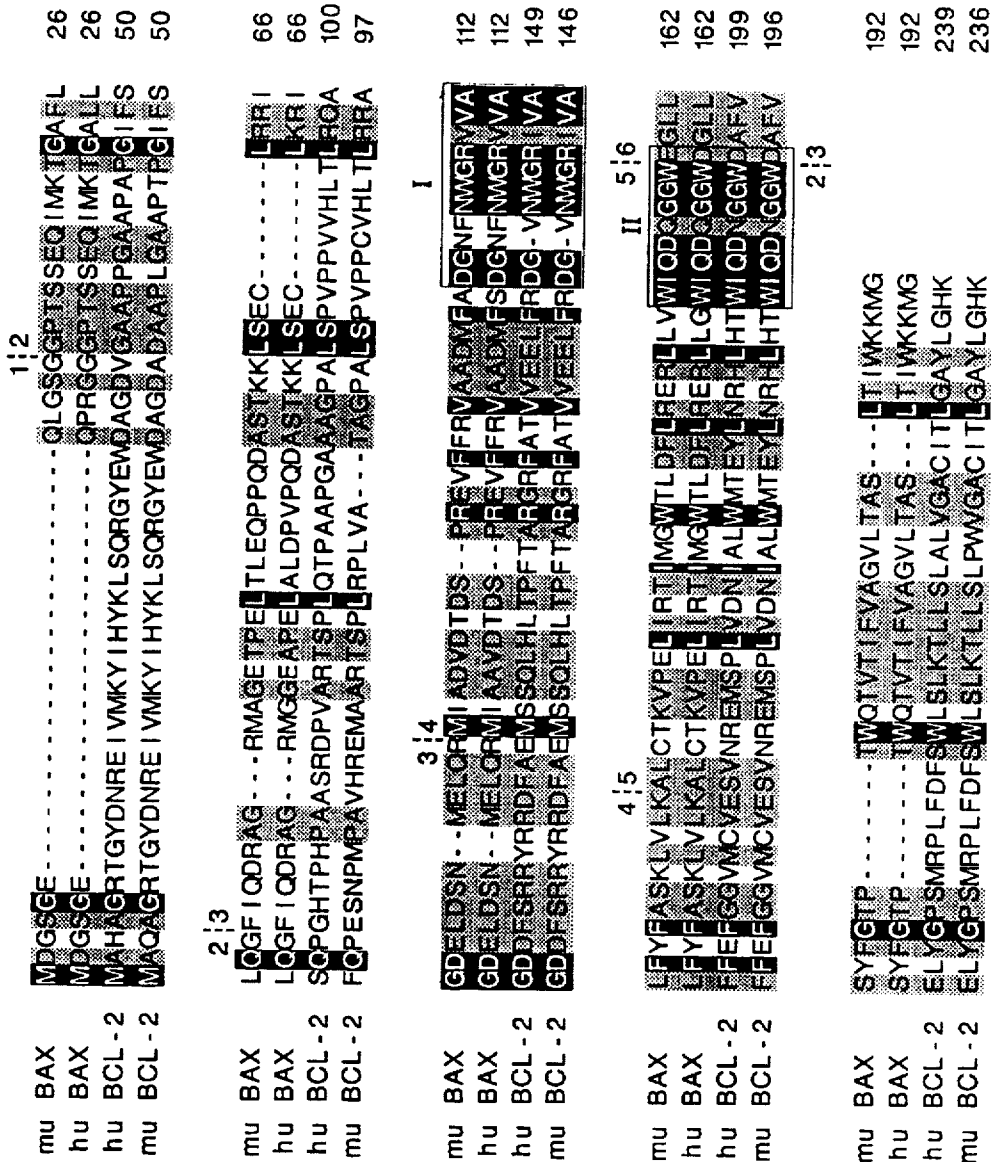 1 2
mu BAX MDGSGE------------------------QLGSGGPTSSEQIMKTGAFL 26
hu BAX MDGSGE------------------------QPRGGGPTSSEQIMKTGALL 26
hu BCL-2 MAHAGRTGYDNREIVMKYIHYKLSQRGYEWDAGDVGAAPPGAAPAPGIFS 50
mu BCL-2 MAQAGRTGYDNREIVMKYIHYKLSQRGYEWDAGDADAAPLGAAPTPGIFS 50
2 3
mu BAX LQGFIQDRAG---RMAGETPELTLEQPPQDASTKKLSEC-------LRRI 66
hu BAX LQGFIQDRAG---RMGGEAPELALDPVPQDASTKKLSEC-------LKRI 66
hu BCL-2 SQPGHTPHPAASRDPVARTSPLQTPAAPGAAAGPALSPVPPVVHLTLRQA 100
mu BCL-2 FQPESNPMPAVHREMAARTSPLRPLVA---TAGPALSPVPPCVHLTLRRA 97
3 4 I
mu BAX GDELDSN--MELQRMIADVDTDS--PREVFFRVAADMFADGNFNWGRVVA 112
hu BAX GDELDSN--MELQRMIAAVDTDS--PREVFFRVAADMFSDGNFNWGRVVA 112
hu BCL-2 GDDFSRRYRRDFAEMSSQLHLTPFTARGRFATVVEELFRDG-VNWGRIVA 149
mu BCL-2 GDDFSRRYRRDFAEMSSQLHLTPFTARGRFATVVEELFRDG-VNWGRIVA 146
4 5 II 5 6
mu BAX LFYFASKLVLKALCTKVPELIRTIMGWTLDFLRERLLVWIQDQGGWEGLL 162
hu BAX LFYFASKLVLKALCTKVPELIRTIMGWTLDFLRERLLGWIQDQGGWDGLL 162
hu BCL-2 FFEFGGVMCVESVNREMSPLVDNIALWMTEYLNRHLHTWIQDNGGWDAFV 199
mu BCL-2 FFEFGGVMCVESVNREMSPLVDNIALWMTEYLNRHLHTWIQDNGGWDAFV 196
2 3
mu BAX SYFGTP-------TWQTVTIFVAGVLTAS---LTIWKKMG 192
hu BAX SYFGTP-------TWQTVTIFVAGVLTAS---LTIWKKMG 192
hu BCL-2 ELYGPSMRPLFDFSWLSLKTLLSLALVGACITLGAYLGHK 239
mu BCL-2 ELYGPSMRPLFDFSWLSLKTLLSLPWVGACITLGAYLGHK 236